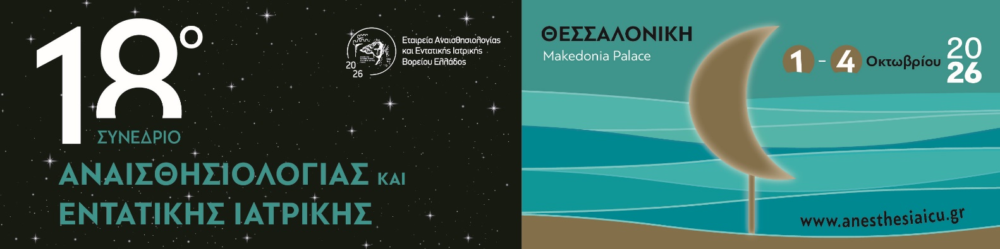 18ο
ΣΥΝΕΔΡΙΟ
ΑΝΑΙΣΘΗΣΙΟΛΟΓΙΑΣ ΚΑΙ
ΕΝΤΑΤΙΚΗΣ ΙΑΤΡΙΚΗΣ
Εταιρεία Αναισθησιολογίας
και Εντατικής Ιατρικής
Βορείου Ελλάδος
20
26
ΘΕΣΣΑΛΟΝΙΚΗ
Makedonia Palace
1 – 4 Οκτωβρίου 2026
www.anesthesiaicu.gr